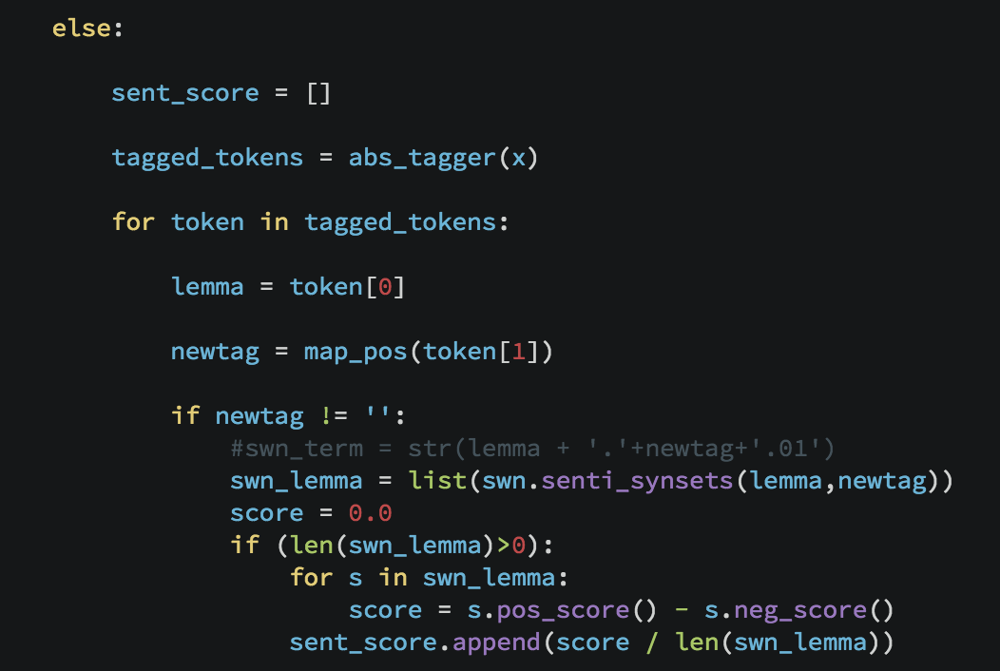 else:
sent_score = []
tagged_tokens = abs_tagger(x)
for token in tagged_tokens:
lemma = token[0]
newtag = map_pos(token[1])
if newtag != '':
#swn_term = str(lemma + '.'+newtag+'.01')
swn_lemma = list(swn.senti_synsets(lemma,newtag))
score = 0.0
if (len(swn_lemma)>0):
for s in swn_lemma:
score = s.pos_score() - s.neg_score()
sent_score.append(score / len(swn_lemma))